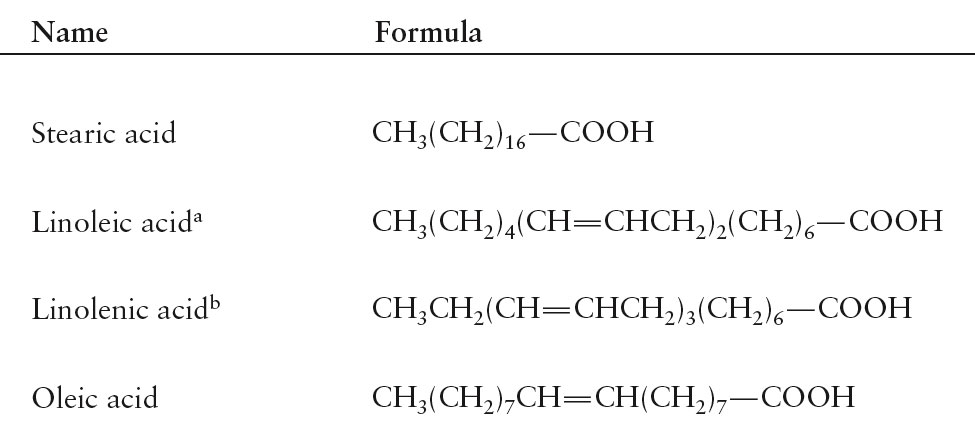 Name Formula
Stearic acid CH₃(CH₂)₁₆—COOH
Linoleic acidᵃ CH₃(CH₂)₄(CH=CHCH₂)₂(CH₂)₆—COOH
Linolenic acidᵇ CH₃CH₂(CH=CHCH₂)₃(CH₂)₆—COOH
Oleic acid CH₃(CH₂)₇CH=CH(CH₂)₇—COOH